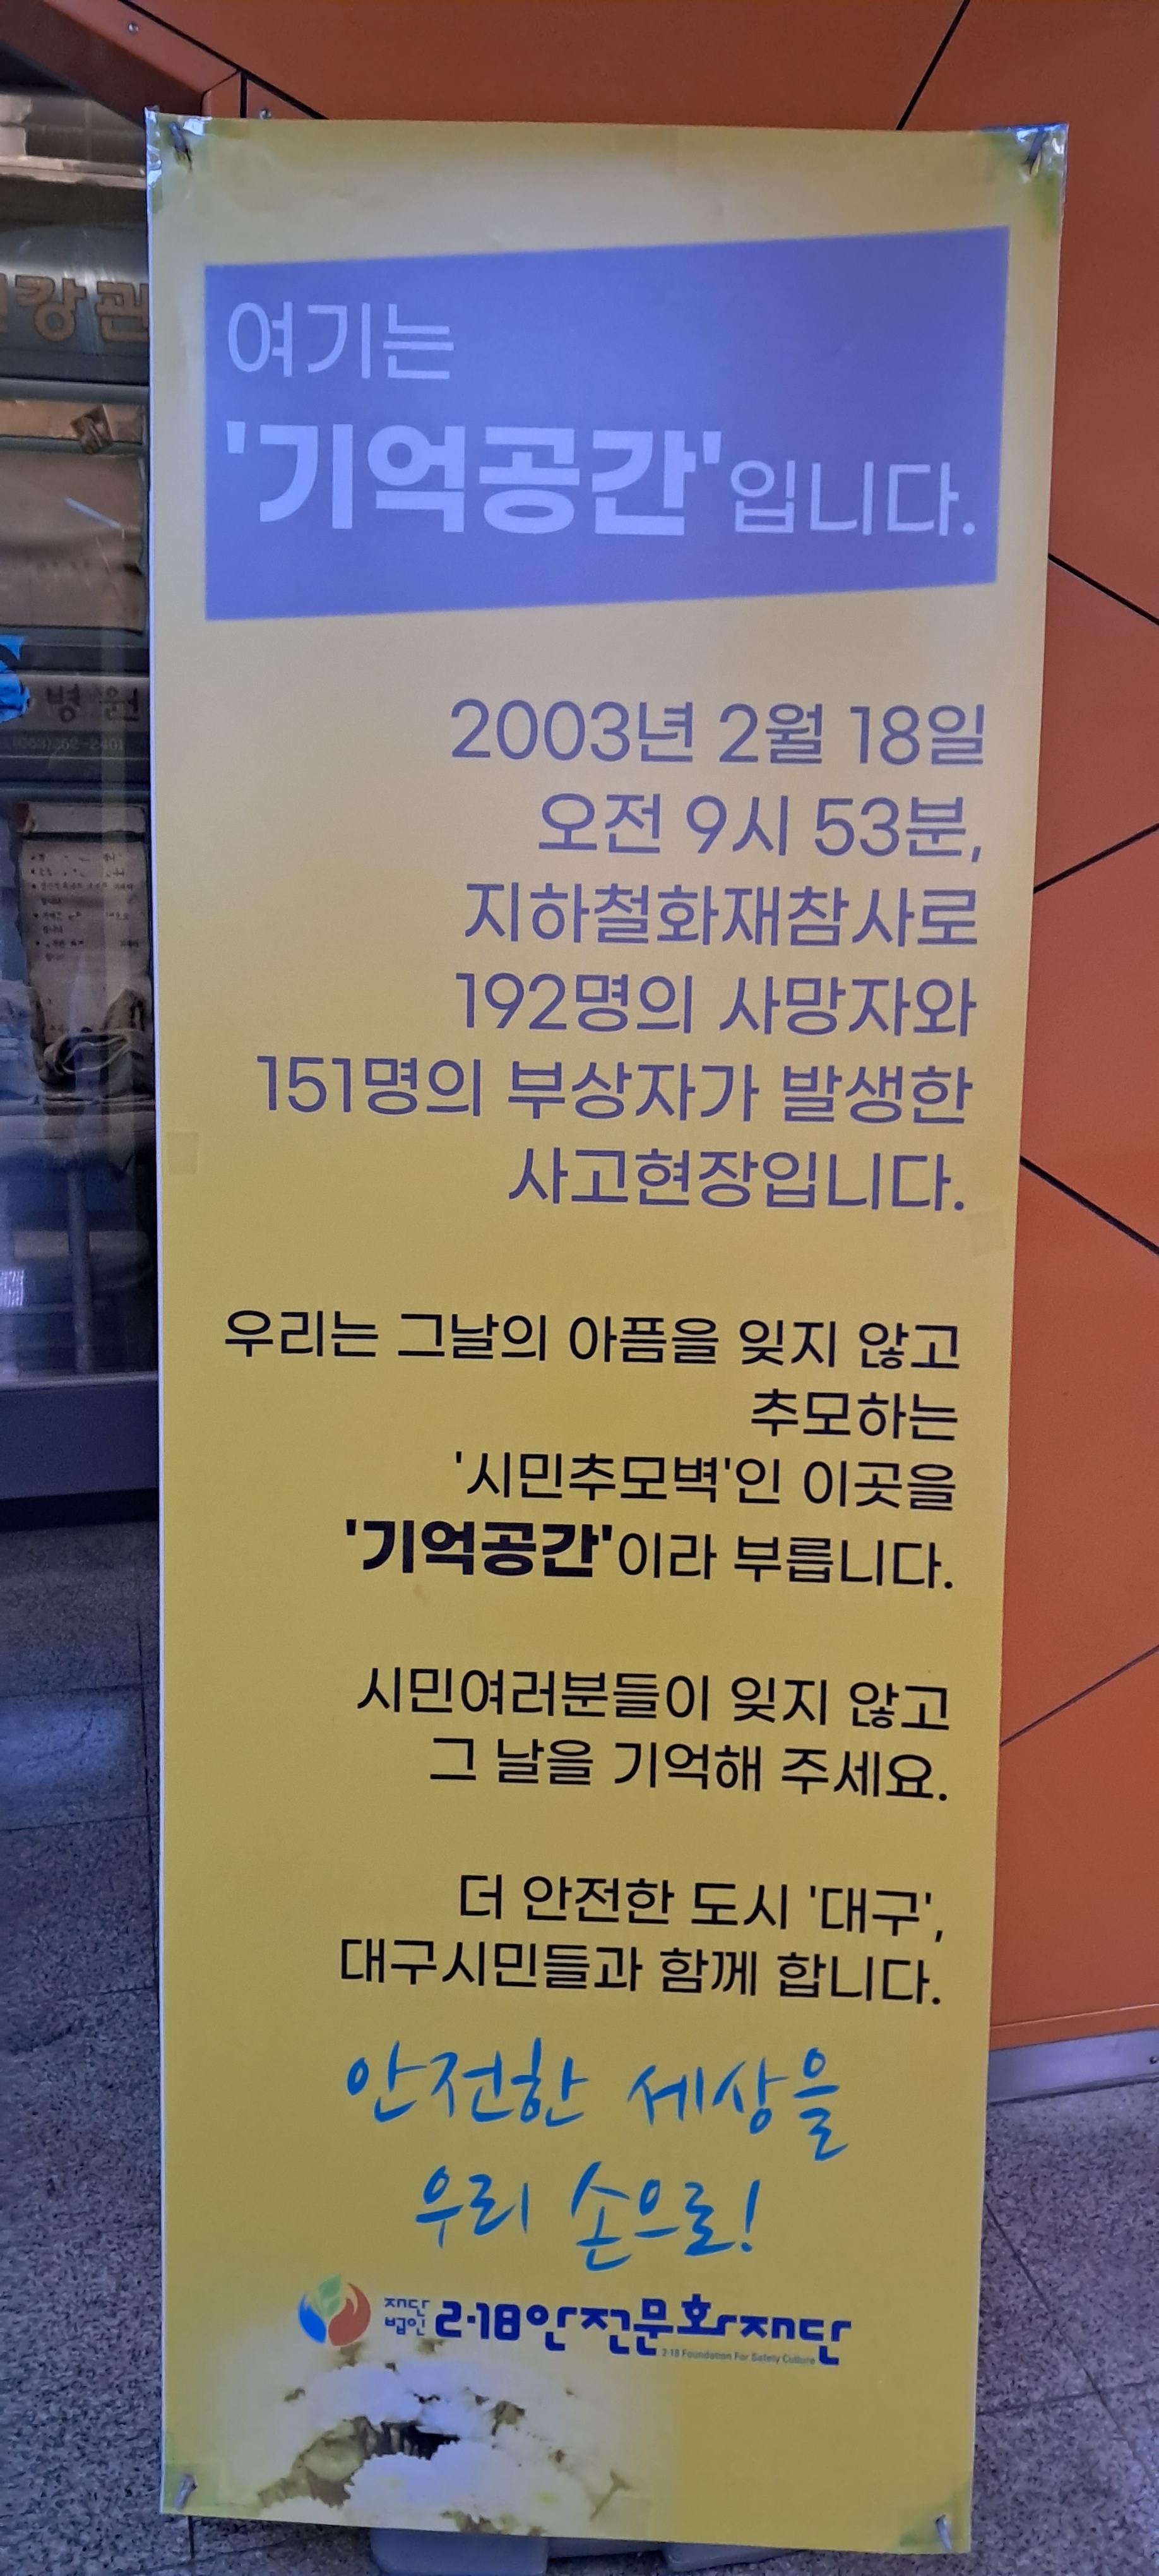 여기는
'기억공간'입니다.
2003년 2월 18일
오전 9시 53분,
지하철화재참사로
192명의 사망자와
151명의 부상자가 발생한
사고현장입니다.
우리는 그날의 아픔을 잊지 않고
추모하는
'시민추모벽'인 이곳을
'기억공간'이라 부릅니다.
시민여러분들이 잊지 않고
그 날을 기억해 주세요.
더 안전한 도시 '대구',
대구시민들과 함께 합니다.
안전한 세상을
우리 손으로!
재단법인 2·18안전문화재단
2·18 Foundation For Safety Culture
강관
병원